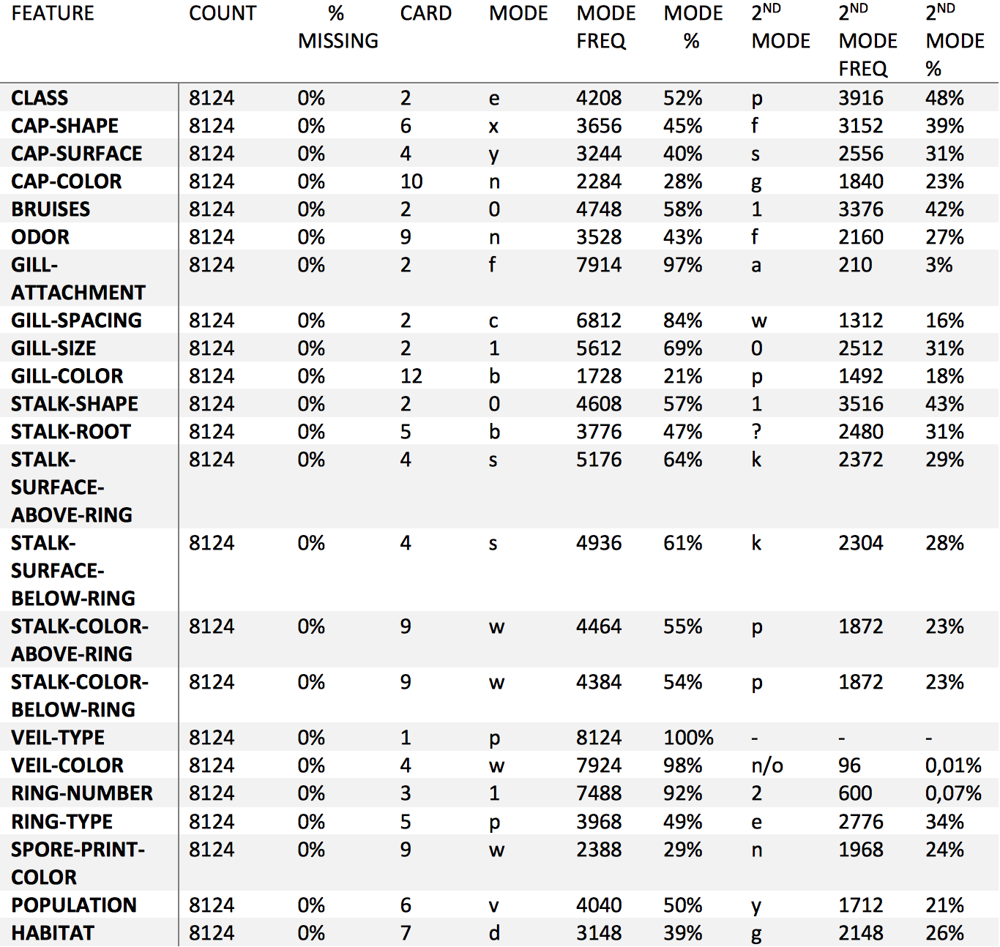 FEATURE COUNT % MISSING CARD MODE MODE FREQ MODE % 2ND MODE 2ND MODE FREQ 2ND MODE %
CLASS 8124 0% 2 e 4208 52% p 3916 48%
CAP-SHAPE 8124 0% 6 x 3656 45% f 3152 39%
CAP-SURFACE 8124 0% 4 y 3244 40% s 2556 31%
CAP-COLOR 8124 0% 10 n 2284 28% g 1840 23%
BRUISES 8124 0% 2 0 4748 58% 1 3376 42%
ODOR 8124 0% 9 n 3528 43% f 2160 27%
GILL- 8124 0% 2 f 7914 97% a 210 3%
ATTACHMENT
GILL-SPACING 8124 0% 2 c 6812 84% w 1312 16%
GILL-SIZE 8124 0% 2 1 5612 69% 0 2512 31%
GILL-COLOR 8124 0% 12 b 1728 21% p 1492 18%
STALK-SHAPE 8124 0% 2 0 4608 57% 1 3516 43%
STALK-ROOT 8124 0% 5 b 3776 47% ? 2480 31%
STALK- 8124 0% 4 s 5176 64% k 2372 29%
SURFACE-
ABOVE-RING
STALK- 8124 0% 4 s 4936 61% k 2304 28%
SURFACE-
BELOW-RING
STALK-COLOR- 8124 0% 9 w 4464 55% p 1872 23%
ABOVE-RING
STALK-COLOR- 8124 0% 9 w 4384 54% p 1872 23%
BELOW-RING
VEIL-TYPE 8124 0% 1 p 8124 100% - - -
VEIL-COLOR 8124 0% 4 w 7924 98% n/o 96 0,01%
RING-NUMBER 8124 0% 3 1 7488 92% 2 600 0,07%
RING-TYPE 8124 0% 5 p 3968 49% e 2776 34%
SPORE-PRINT- 8124 0% 9 w 2388 29% n 1968 24%
COLOR
POPULATION 8124 0% 6 v 4040 50% y 1712 21%
HABITAT 8124 0% 7 d 3148 39% g 2148 26%